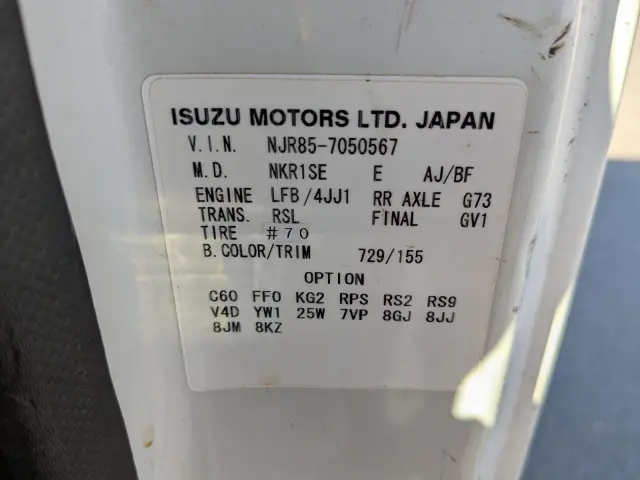 ISUZU MOTORS LTD. JAPAN
V.I.N. NJR85-7050567
M.D. NKR1SE E AJ/BF
ENGINE LFB/4JJ1 RR AXLE G73
TRANS. RSL FINAL GV1
TIRE #70
B.COLOR/TRIM 729/155
OPTION
C60 FF0 KG2 RPS RS2 RS9
V4D YW1 25W 7VP 8GJ 8JJ
8JM 8KZ